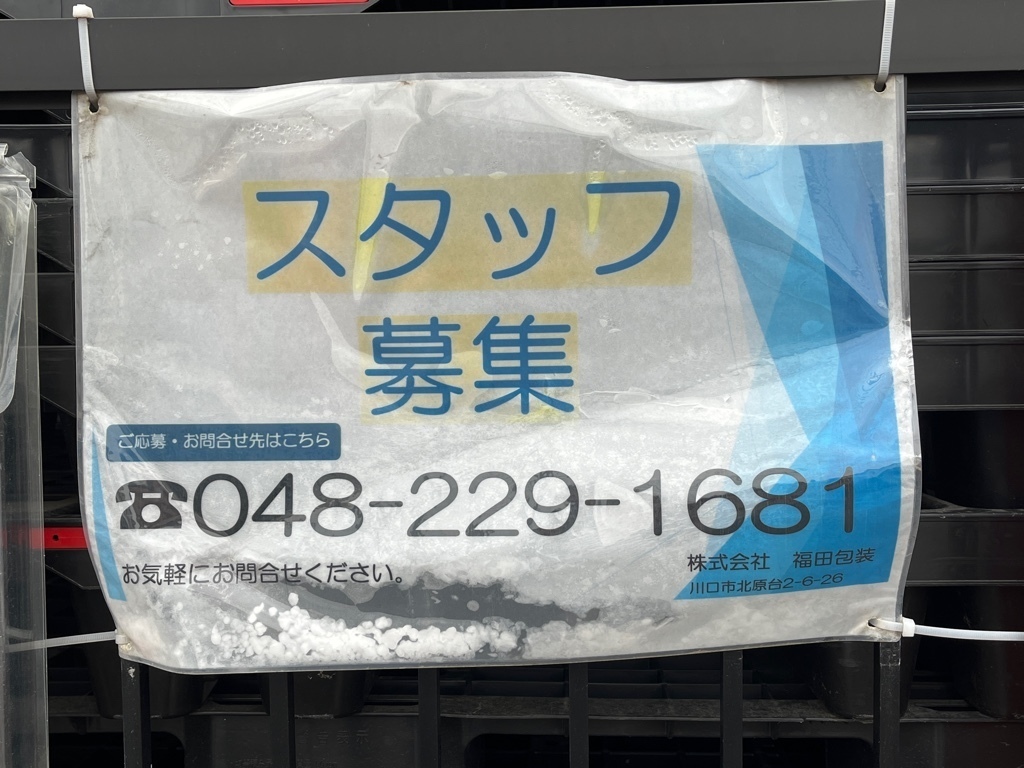 スタッフ
募集
ご応募・お問合せ先はこちら
☎048-229-1681
お気軽にお問合せください。
株式会社　福田包装
川口市北原台2-6-26